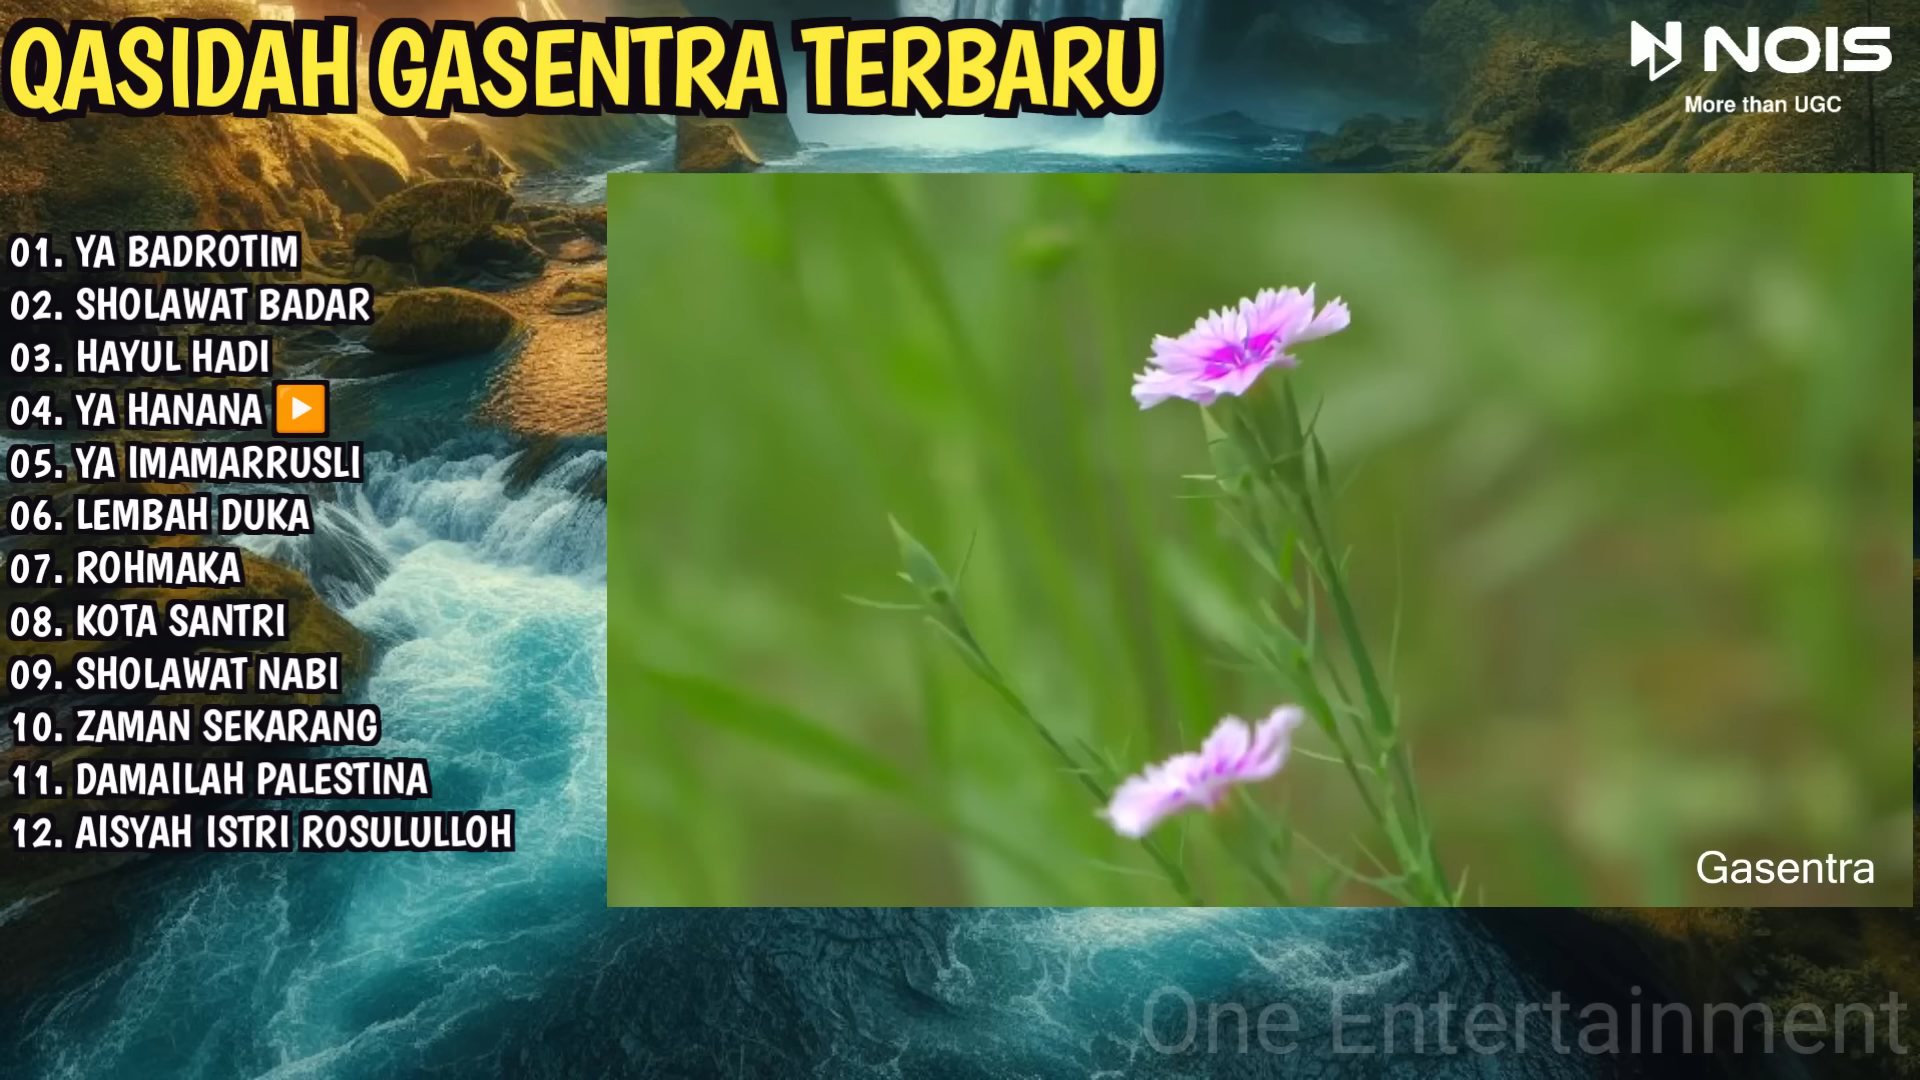 QASIDAH GASENTRA TERBARU
NOIS
More than UGC
01. YA BADROTIM
02. SHOLAWAT BADAR
03. HAYUL HADI
04. YA HANANA ▶️
05. YA IMAMARRUSLI
06. LEMBAH DUKA
07. ROHMAKA
08. KOTA SANTRI
09. SHOLAWAT NABI
10. ZAMAN SEKARANG
11. DAMAILAH PALESTINA
12. AISYAH ISTRI ROSULULLOH
Gasentra
One Entertainment